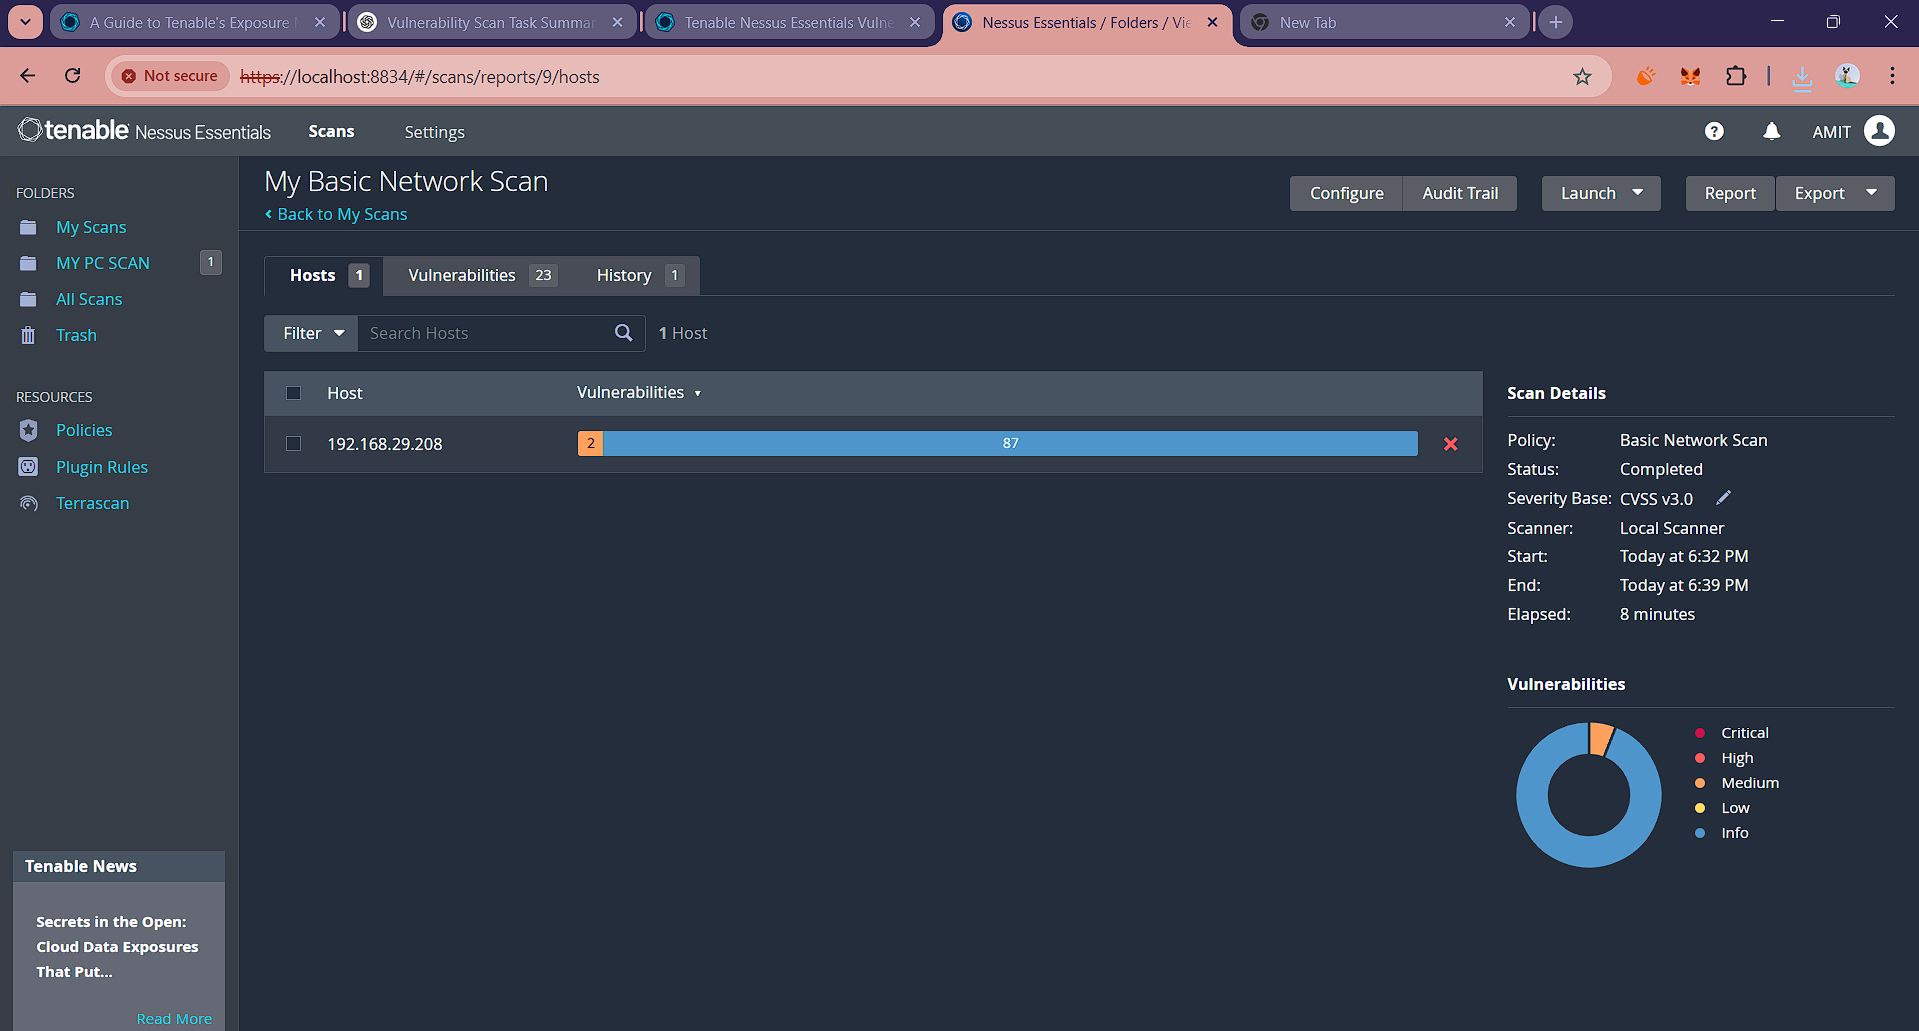 A Guide to Tenable's Exposure
Vulnerability Scan Task Summar
Tenable Nessus Essentials Vulne
Nessus Essentials / Folders / Vie
New Tab
Not secure
https://localhost:8834/#/scans/reports/9/hosts
tenable Nessus Essentials
Scans
Settings
AMIT
FOLDERS
My Scans
MY PC SCAN 1
All Scans
Trash
RESOURCES
Policies
Plugin Rules
Terrascan
Tenable News
Secrets in the Open:
Cloud Data Exposures
That Put...
Read More
My Basic Network Scan
Back to My Scans
Configure
Audit Trail
Launch
Report
Export
Hosts 1
Vulnerabilities 23
History 1
Filter
Search Hosts
1 Host
Host Vulnerabilities
192.168.29.208 2 87
Scan Details
Policy: Basic Network Scan
Status: Completed
Severity Base: CVSS v3.0
Scanner: Local Scanner
Start: Today at 6:32 PM
End: Today at 6:39 PM
Elapsed: 8 minutes
Vulnerabilities
Critical
High
Medium
Low
Info